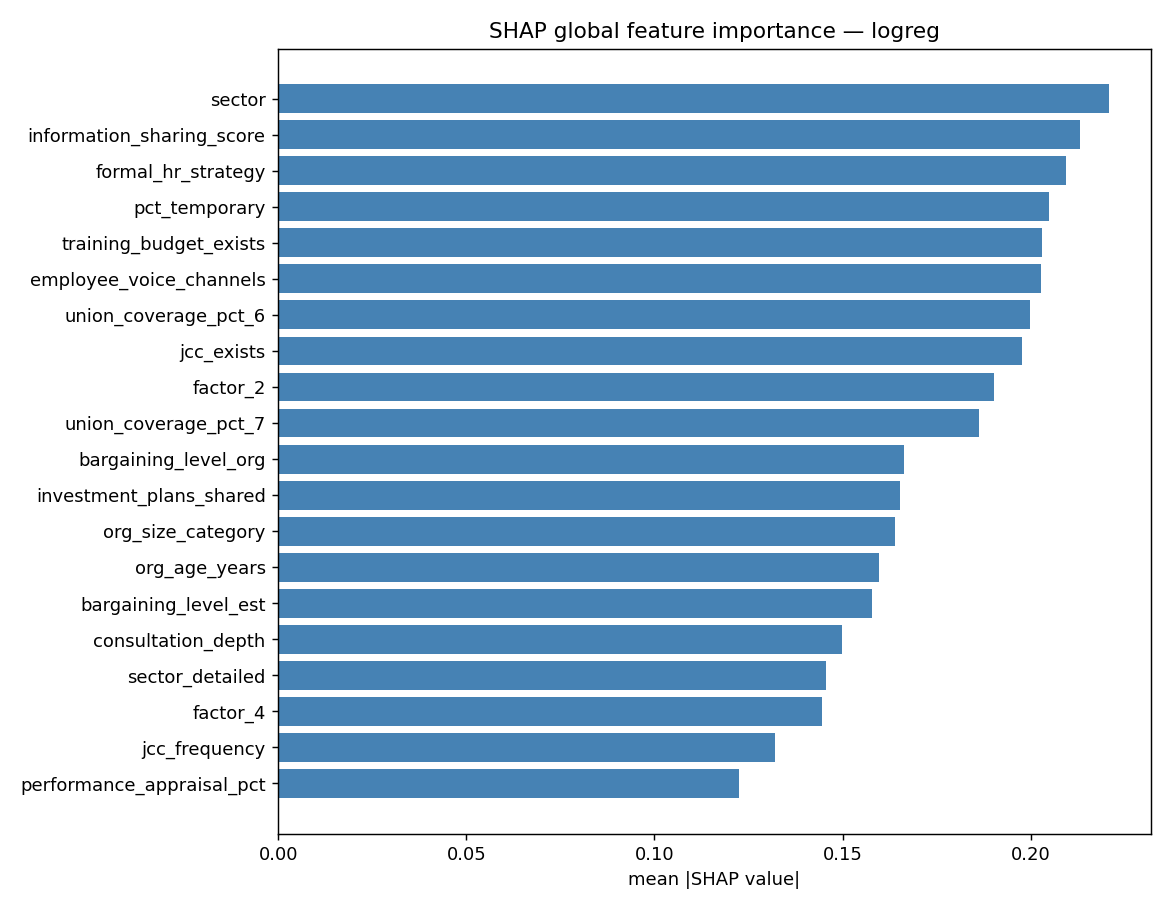 SHAP global feature importance — logreg
sector
information_sharing_score
formal_hr_strategy
pct_temporary
training_budget_exists
employee_voice_channels
union_coverage_pct_6
jcc_exists
factor_2
union_coverage_pct_7
bargaining_level_org
investment_plans_shared
org_size_category
org_age_years
bargaining_level_est
consultation_depth
sector_detailed
factor_4
jcc_frequency
performance_appraisal_pct
0.00 0.05 0.10 0.15 0.20
mean |SHAP value|